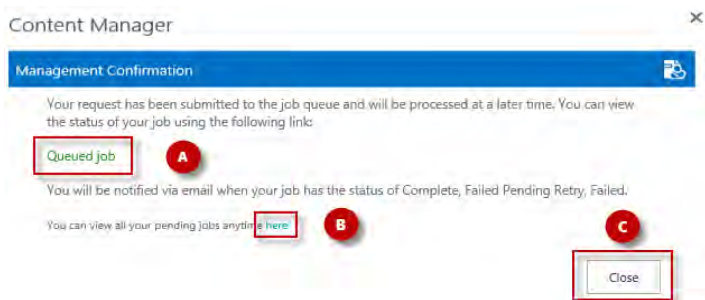 Content Manager
Management Confirmation
Your request has been submitted to the job queue and will be processed at a later time. You can view
the status of your job using the following link:
Queued job
A
You will be notified via email when your job has the status of Complete, Failed Pending Retry, Failed.
You can view all your pending jobs anytime here
B
C
Close